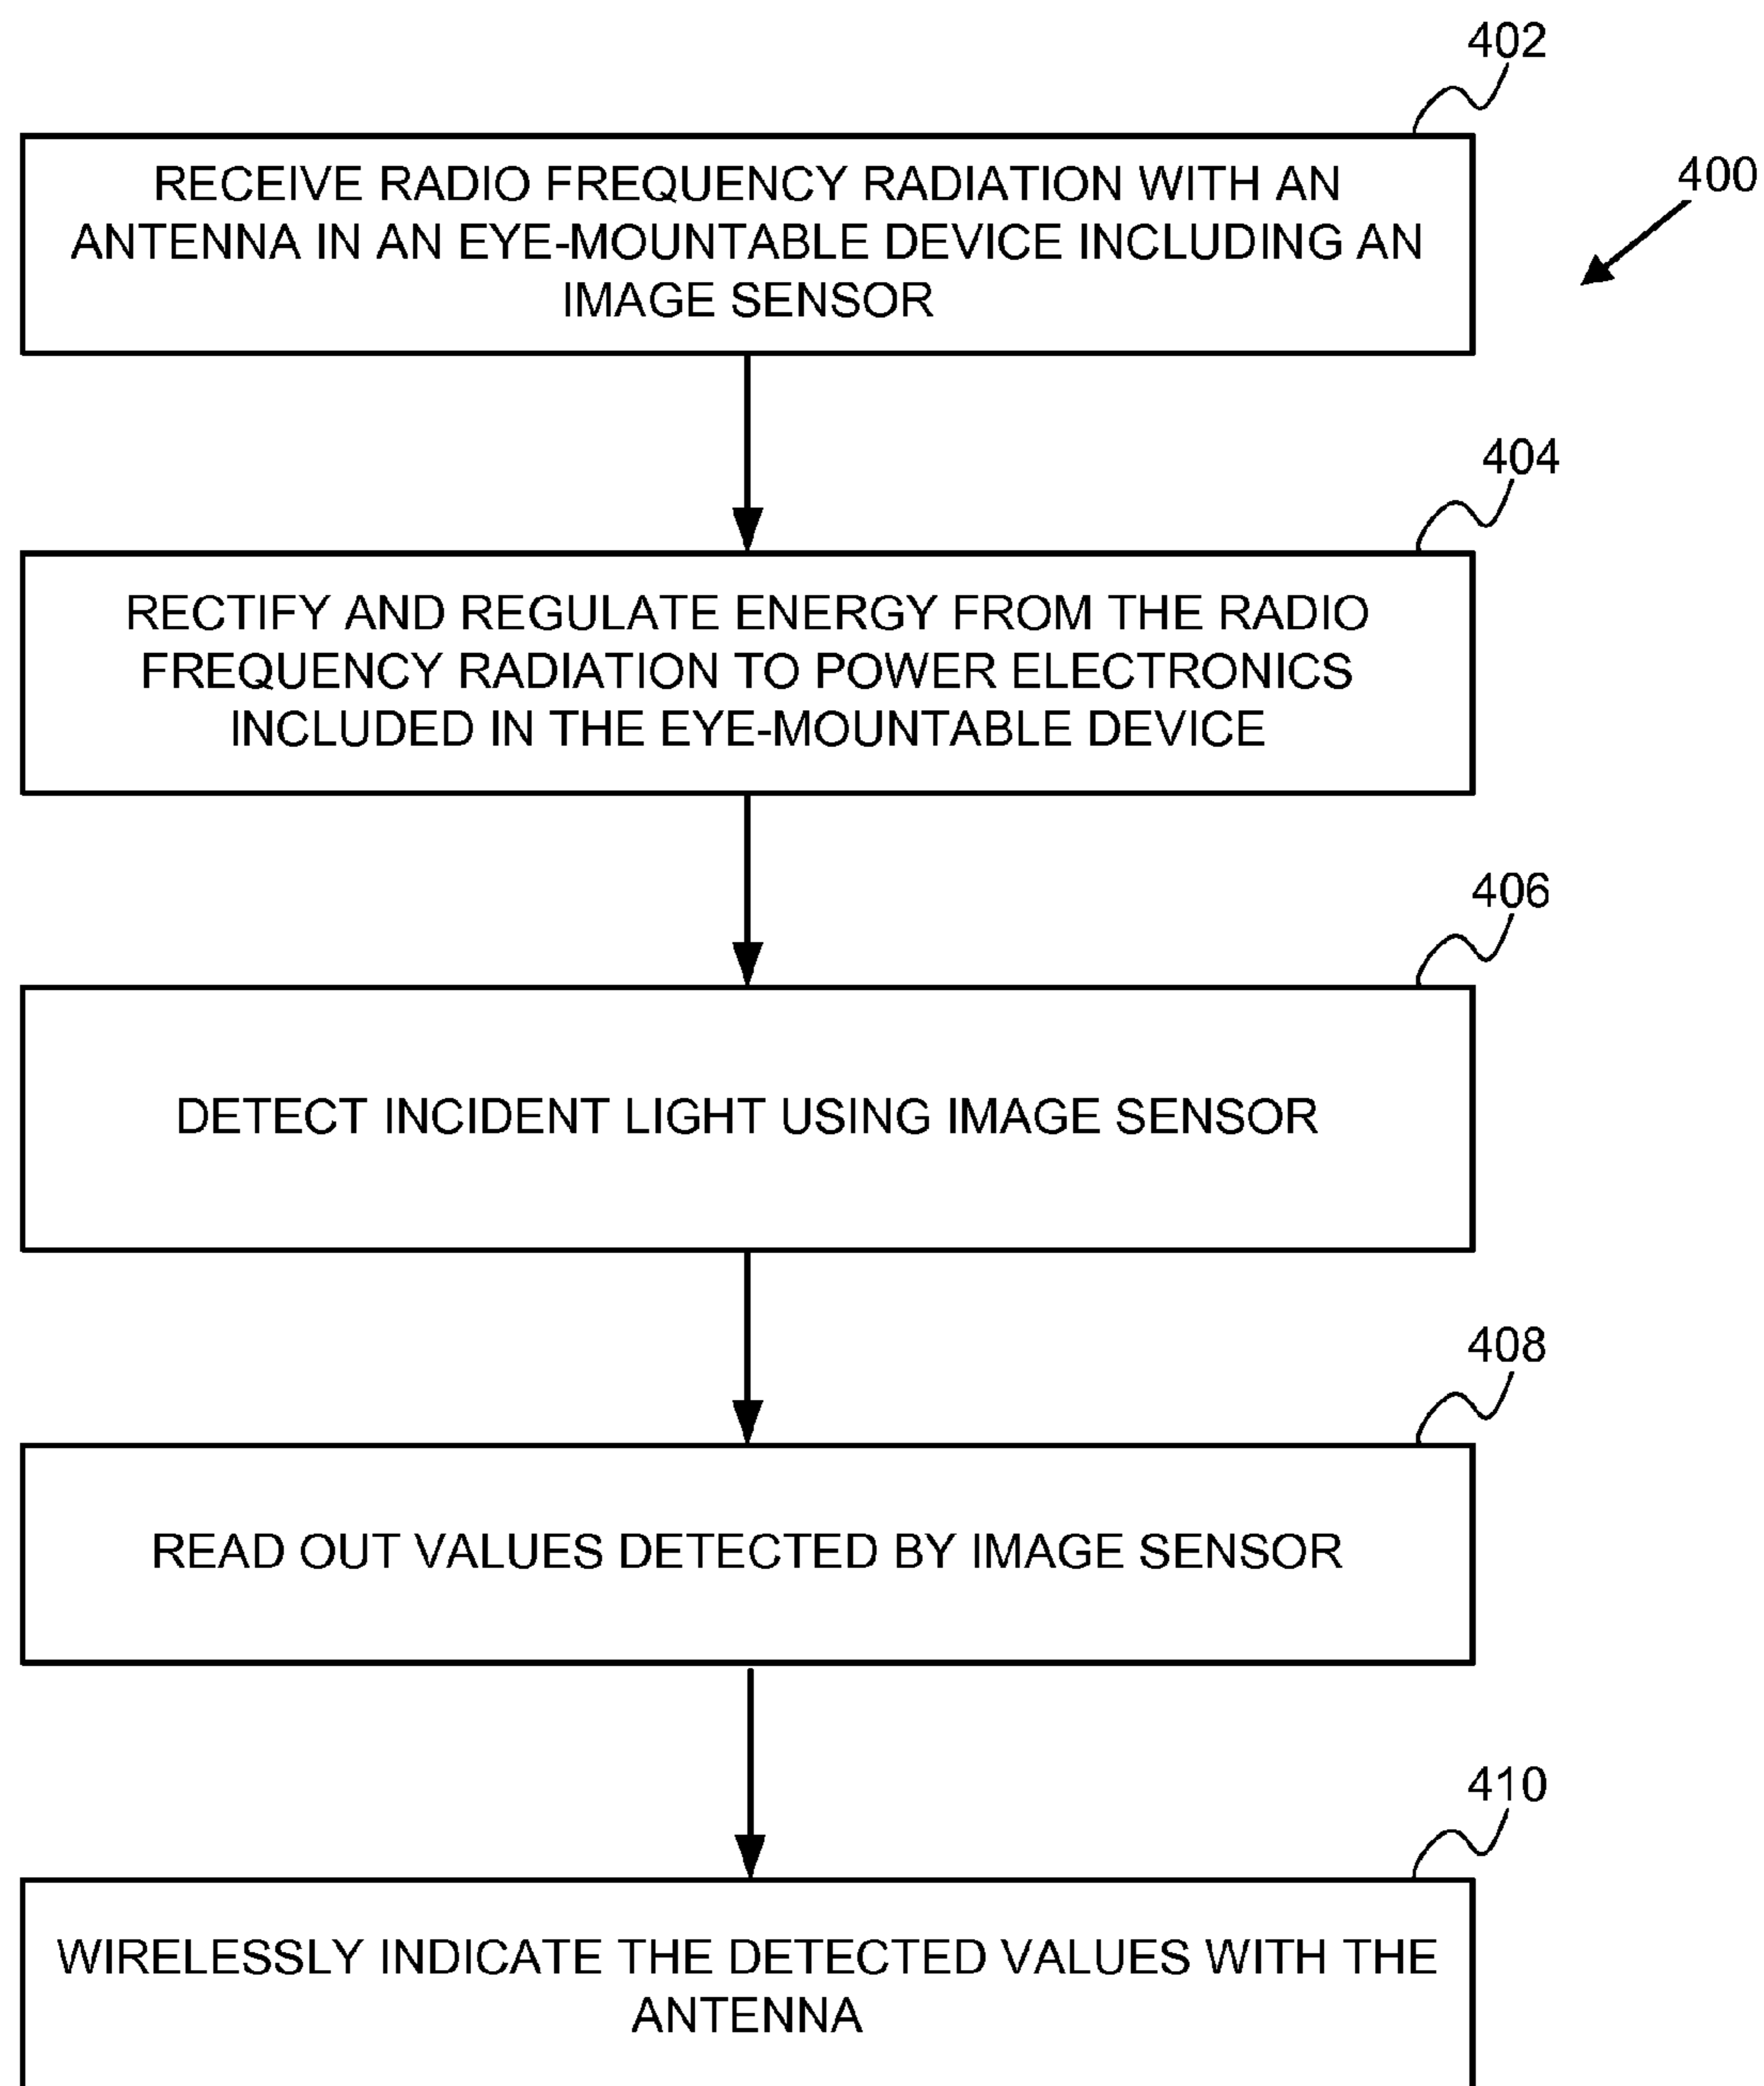 402
400
RECEIVE RADIO FREQUENCY RADIATION WITH AN
ANTENNA IN AN EYE-MOUNTABLE DEVICE INCLUDING AN
IMAGE SENSOR
404
RECTIFY AND REGULATE ENERGY FROM THE RADIO
FREQUENCY RADIATION TO POWER ELECTRONICS
INCLUDED IN THE EYE-MOUNTABLE DEVICE
406
DETECT INCIDENT LIGHT USING IMAGE SENSOR
408
READ OUT VALUES DETECTED BY IMAGE SENSOR
410
WIRELESSLY INDICATE THE DETECTED VALUES WITH THE
ANTENNA